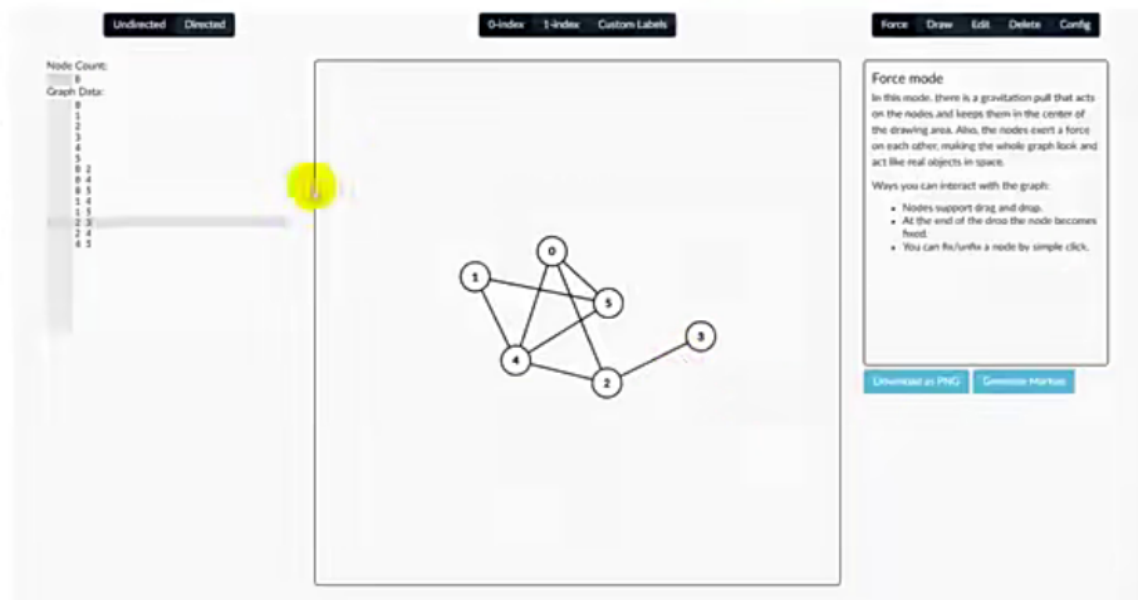 Undirected Directed
0-index 1-index Custom Labels
Force Draw Edit Delete Config
Node Count:
Graph Data:
0
1
2
3
4
5
0 2
0 4
0 5
1 4
1 5
2 3
2 4
4 5
0
1
5
3
4
2
Force mode
In this mode, there is a gravitation pull that acts
on the nodes and keeps them in the center of
the drawing area. Also, the nodes exert a force
on each other, making the whole graph look and
act like real objects in space.
Ways you can interact with the graph:
Nodes support drag and drop.
At the end of the drop the node becomes
fixed.
You can fix/unfix a node by simple click.
Download as PNG Generate Markup